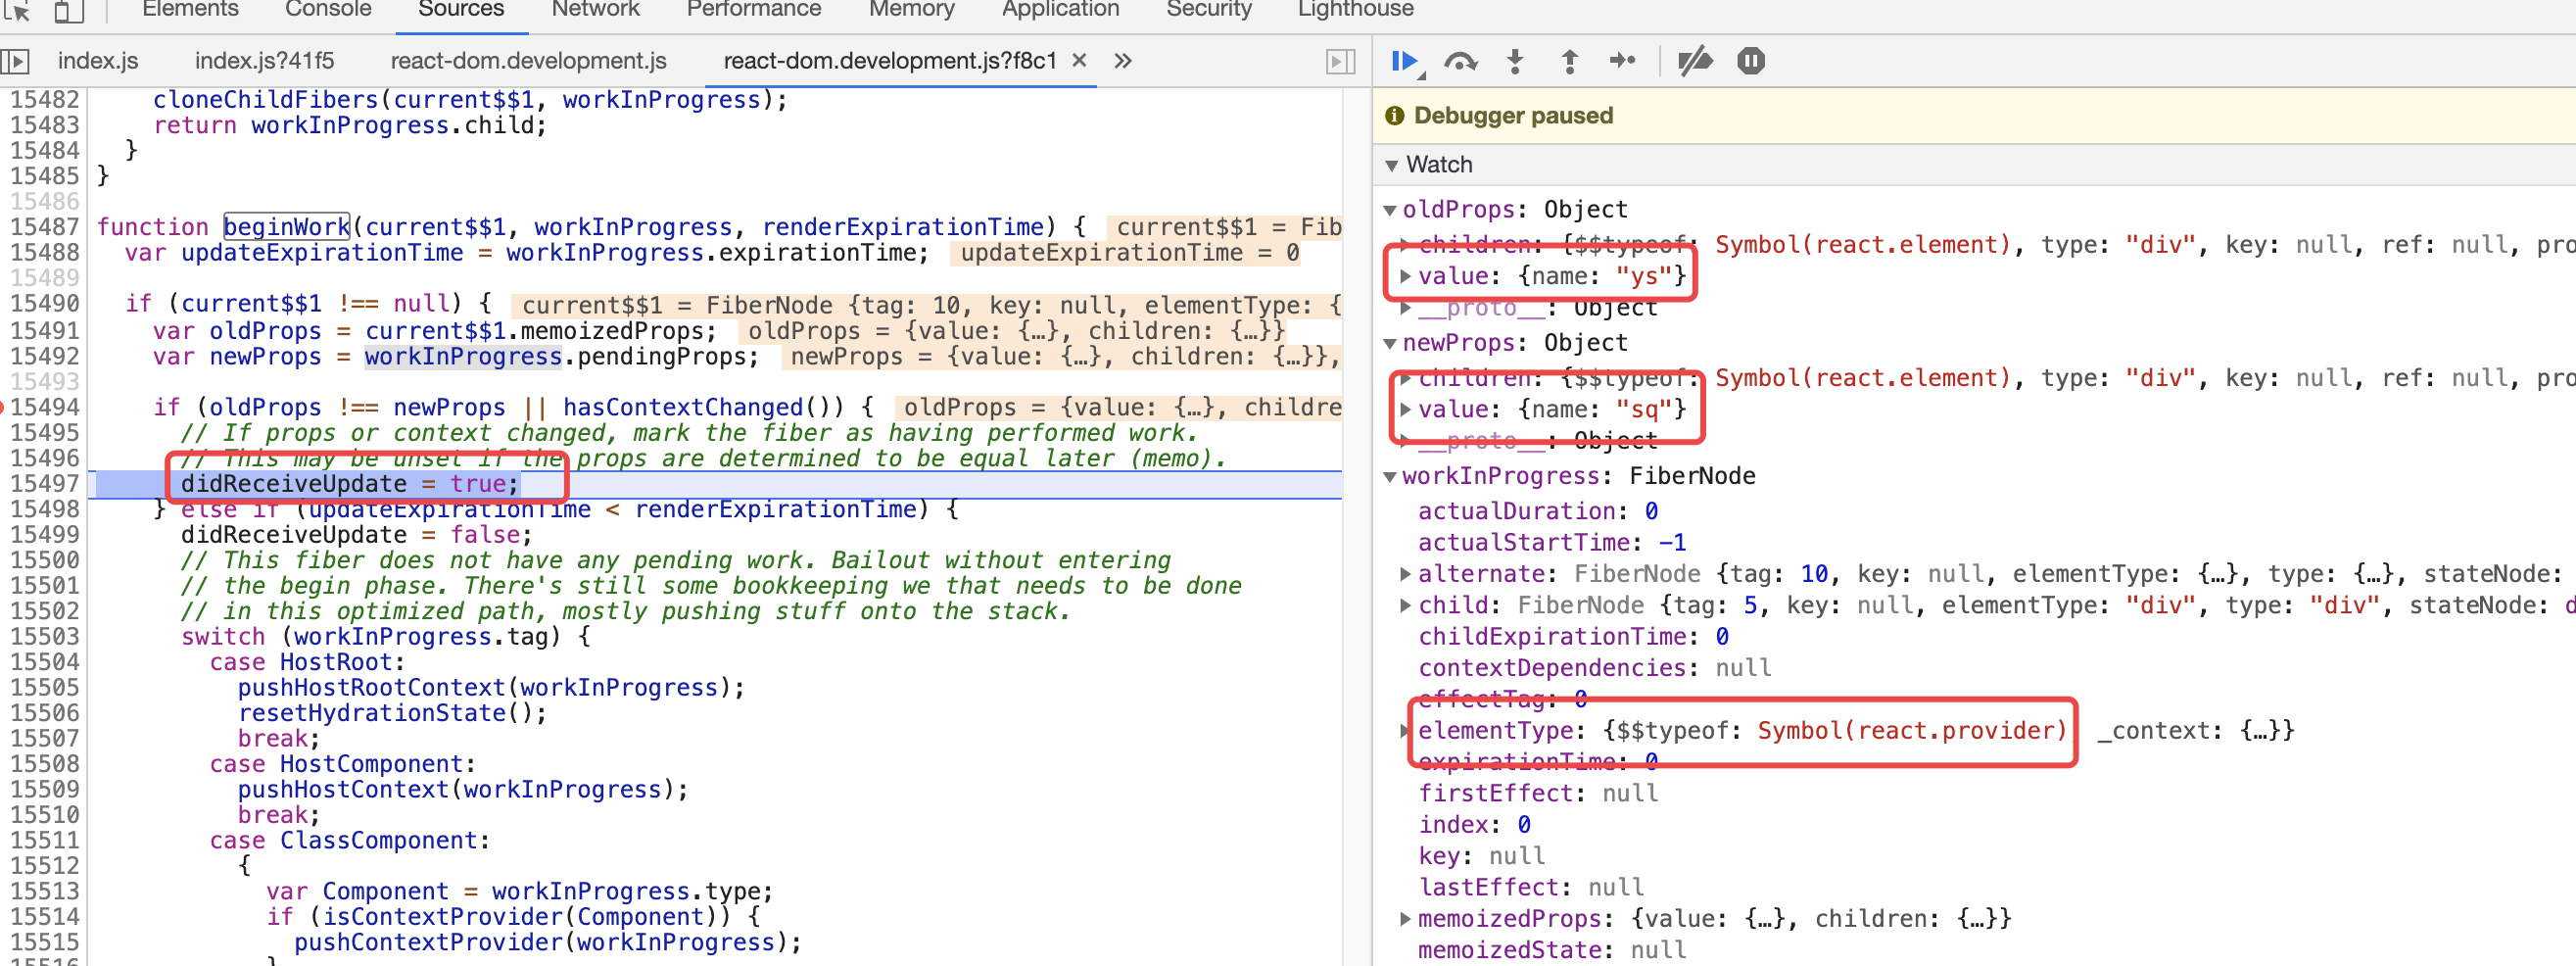 Elements Console Sources Network Performance Memory Application Security Lighthouse
index.js index.js?41f5 react-dom.development.js react-dom.development.js?f8c1 × »
15482 cloneChildFibers(current$$1, workInProgress);
15483 return workInProgress.child;
15484 }
15485 }
15486
15487 function beginWork(current$$1, workInProgress, renderExpirationTime) { current$$1 = Fib
15488 var updateExpirationTime = workInProgress.expirationTime; updateExpirationTime = 0
15489
15490 if (current$$1 !== null) { current$$1 = FiberNode {tag: 10, key: null, elementType: {
15491 var oldProps = current$$1.memoizedProps; oldProps = {value: {…}, children: {…}}
15492 var newProps = workInProgress.pendingProps; newProps = {value: {…}, children: {…}},
15493
15494 if (oldProps !== newProps || hasContextChanged()) { oldProps = {value: {…}, childre
15495 // If props or context changed, mark the fiber as having performed work.
15496 // This may be unset if the props are determined to be equal later (memo).
15497 didReceiveUpdate = true;
15498 } else if (updateExpirationTime < renderExpirationTime) {
15499 didReceiveUpdate = false;
15500 // This fiber does not have any pending work. Bailout without entering
15501 // the begin phase. There's still some bookkeeping we that needs to be done
15502 // in this optimized path, mostly pushing stuff onto the stack.
15503 switch (workInProgress.tag) {
15504 case HostRoot:
15505 pushHostRootContext(workInProgress);
15506 resetHydrationState();
15507 break;
15508 case HostComponent:
15509 pushHostContext(workInProgress);
15510 break;
15511 case ClassComponent:
15512 {
15513 var Component = workInProgress.type;
15514 if (isContextProvider(Component)) {
15515 pushContextProvider(workInProgress);
15516 }
Debugger paused
Watch
oldProps: Object
children: {$$typeof: Symbol(react.element), type: "div", key: null, ref: null, pro
value: {name: "ys"}
__proto__: Object
newProps: Object
children: {$$typeof: Symbol(react.element), type: "div", key: null, ref: null, pro
value: {name: "sq"}
__proto__: Object
workInProgress: FiberNode
actualDuration: 0
actualStartTime: -1
alternate: FiberNode {tag: 10, key: null, elementType: {…}, type: {…}, stateNode:
child: FiberNode {tag: 5, key: null, elementType: "div", type: "div", stateNode: d
childExpirationTime: 0
contextDependencies: null
effectTag: 0
elementType: {$$typeof: Symbol(react.provider) _context: {…}}
expirationTime: 0
firstEffect: null
index: 0
key: null
lastEffect: null
memoizedProps: {value: {…}, children: {…}}
memoizedState: null